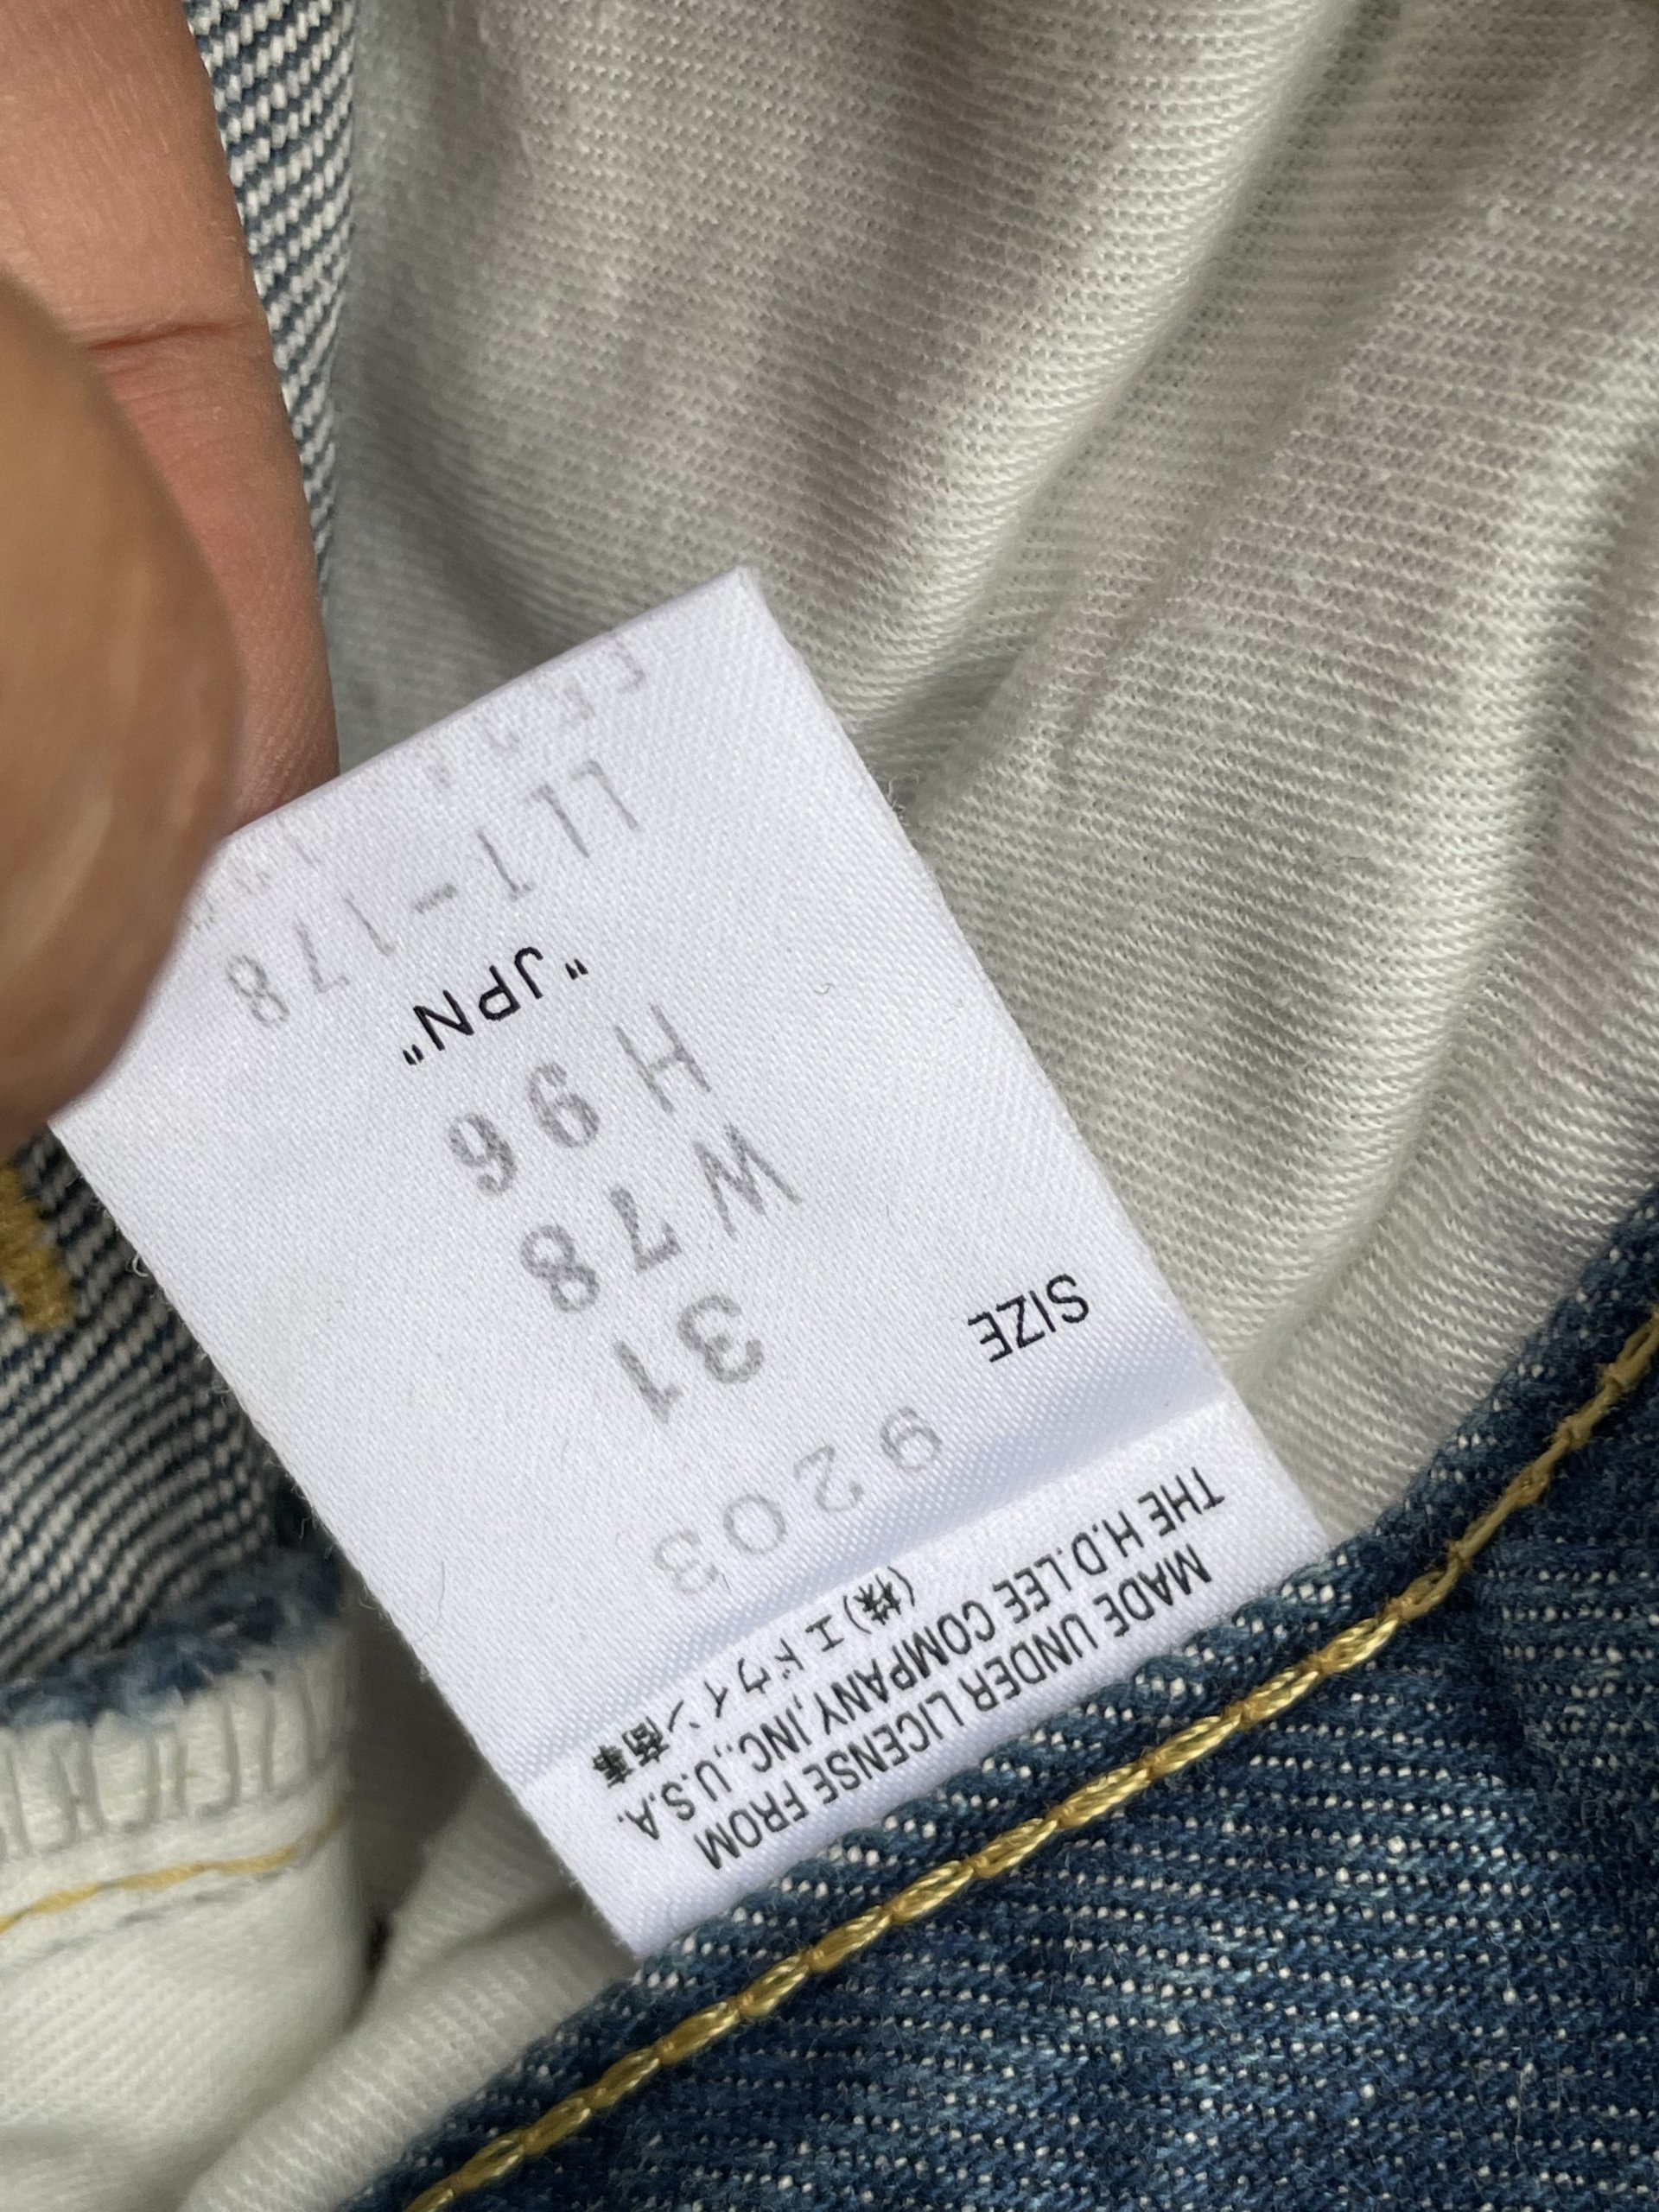 MADE UNDER LICENSE FROM
THE H.D.LEE COMPANY,INC.,U.S.A.
(株)エドウイン商事
9203
SIZE
31
W78
H96
"JPN"
178